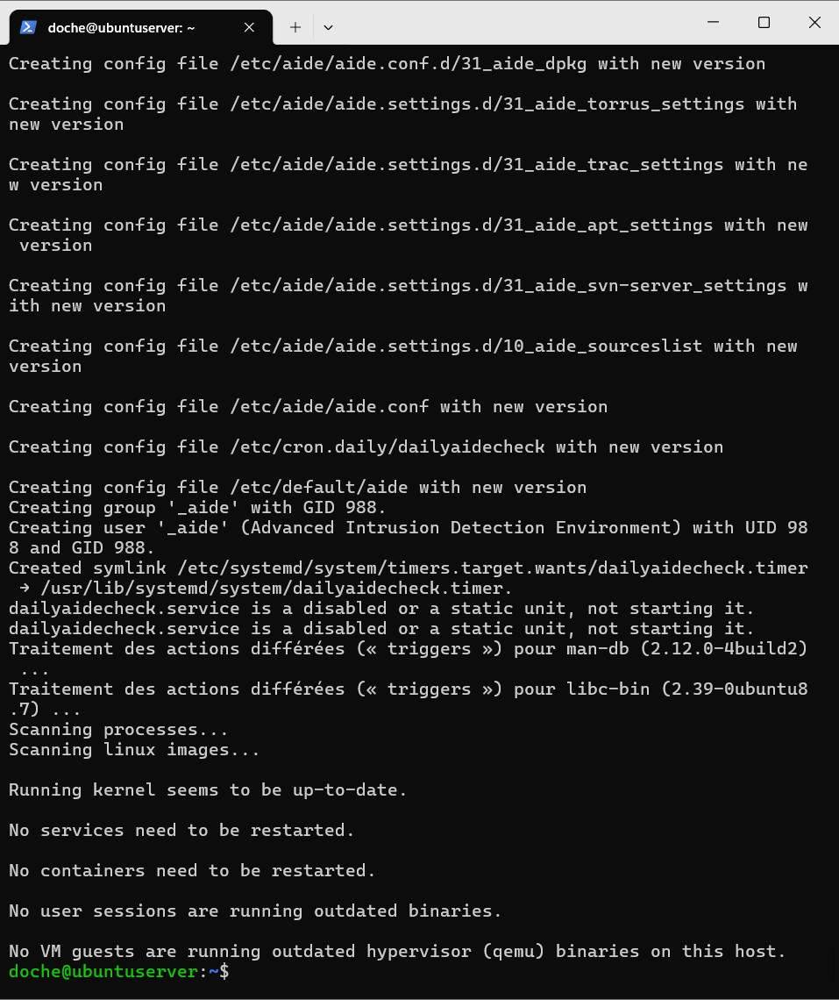 doche@ubuntuserver: ~
Creating config file /etc/aide/aide.conf.d/31_aide_dpkg with new version
Creating config file /etc/aide/aide.settings.d/31_aide_torrus_settings with
new version
Creating config file /etc/aide/aide.settings.d/31_aide_trac_settings with ne
w version
Creating config file /etc/aide/aide.settings.d/31_aide_apt_settings with new
 version
Creating config file /etc/aide/aide.settings.d/31_aide_svn-server_settings w
ith new version
Creating config file /etc/aide/aide.settings.d/10_aide_sourceslist with new
version
Creating config file /etc/aide/aide.conf with new version
Creating config file /etc/cron.daily/dailyaidecheck with new version
Creating config file /etc/default/aide with new version
Creating group '_aide' with GID 988.
Creating user '_aide' (Advanced Intrusion Detection Environment) with UID 98
8 and GID 988.
Created symlink /etc/systemd/system/timers.target.wants/dailyaidecheck.timer
 → /usr/lib/systemd/system/dailyaidecheck.timer.
dailyaidecheck.service is a disabled or a static unit, not starting it.
dailyaidecheck.service is a disabled or a static unit, not starting it.
Traitement des actions différées (« triggers ») pour man-db (2.12.0-4build2)
 ...
Traitement des actions différées (« triggers ») pour libc-bin (2.39-0ubuntu8
.7) ...
Scanning processes...
Scanning linux images...
Running kernel seems to be up-to-date.
No services need to be restarted.
No containers need to be restarted.
No user sessions are running outdated binaries.
No VM guests are running outdated hypervisor (qemu) binaries on this host.
doche@ubuntuserver:~$